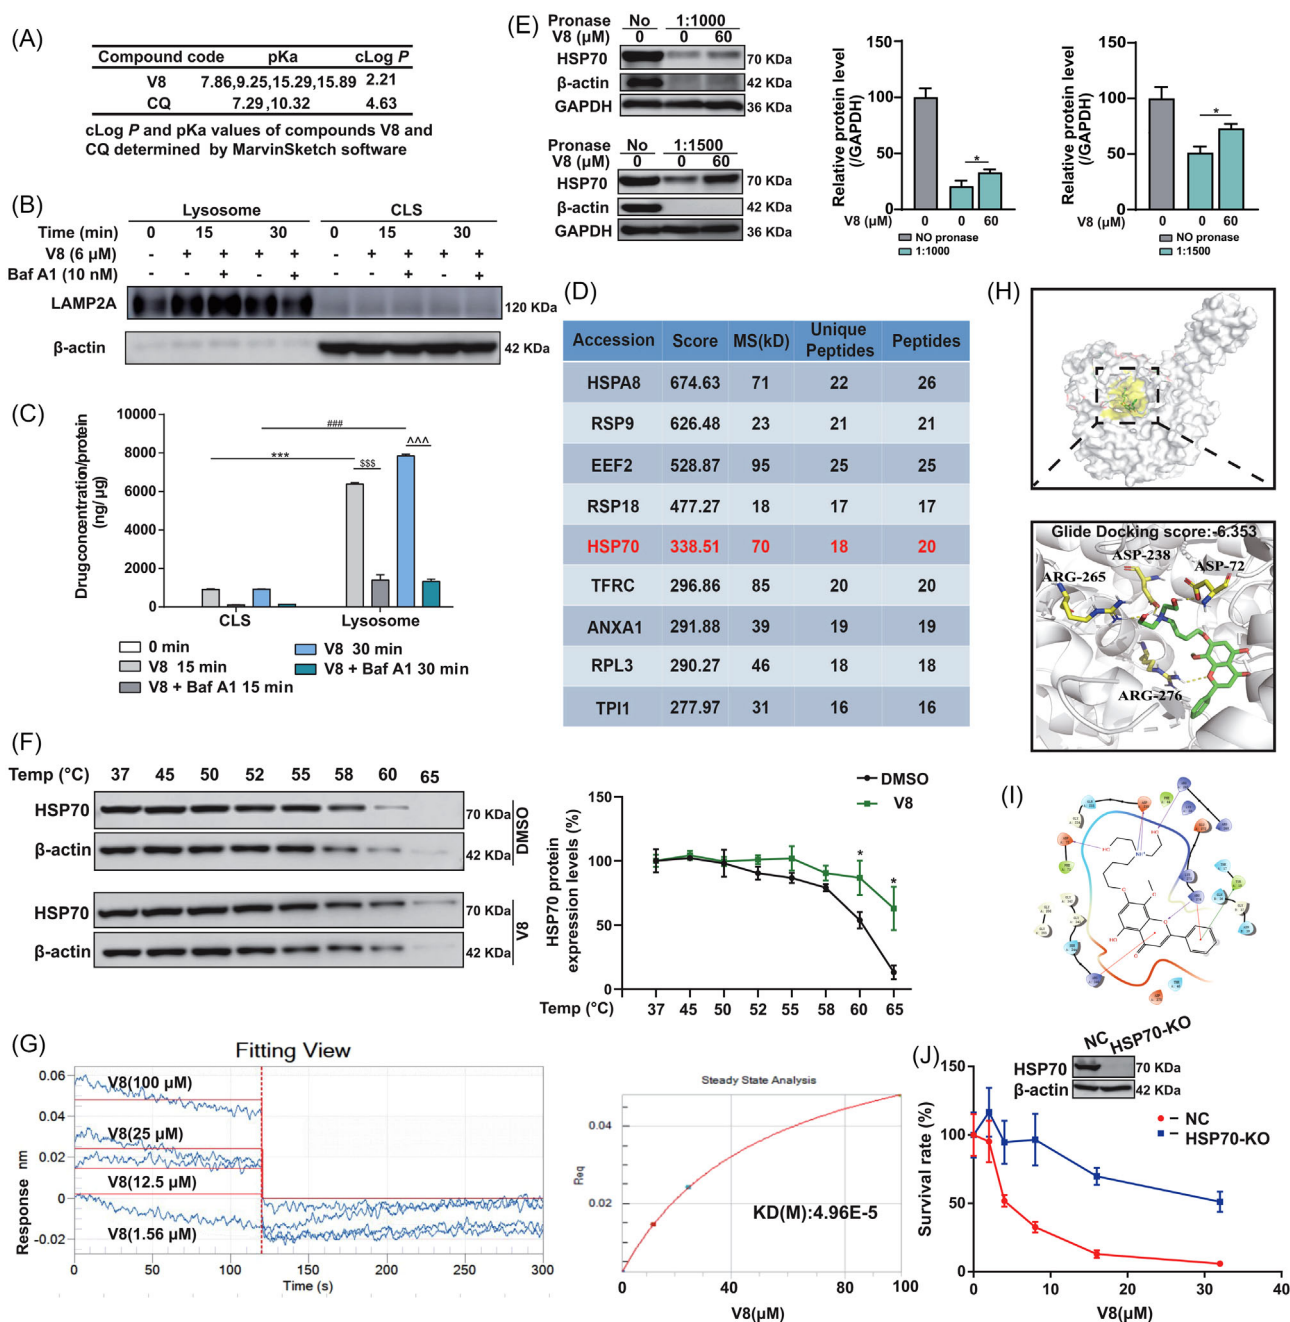 (A)
Compound code pKa cLog P
V8 7.86,9.25,15.29,15.89 2.21
CQ 7.29,10.32 4.63
cLog P and pKa values of compounds V8 and
CQ determined by MarvinSketch software
(B)
Lysosome CLS
Time (min) 0 15 30 0 15 30
V8 (6 μM) - + + + + - + + + +
Baf A1 (10 nM) - - + - + - - + - +
LAMP2A 120 KDa
β-actin 42 KDa
(C)
Drugconcentration/protein
(ng/ μg)
10000
8000
6000
4000
2000
0
*** $$$ ### ^^^
CLS Lysosome
0 min
V8 15 min
V8 + Baf A1 15 min
V8 30 min
V8 + Baf A1 30 min
(D)
Accession Score MS(kD) Unique Peptides Peptides
HSPA8 674.63 71 22 26
RSP9 626.48 23 21 21
EEF2 528.87 95 25 25
RSP18 477.27 18 17 17
HSP70 338.51 70 18 20
TFRC 296.86 85 20 20
ANXA1 291.88 39 19 19
RPL3 290.27 46 18 18
TPI1 277.97 31 16 16
(E)
Pronase No 1:1000
V8 (μM) 0 0 60
HSP70 70 KDa
β-actin 42 KDa
GAPDH 36 KDa
Pronase No 1:1500
V8 (μM) 0 0 60
HSP70 70 KDa
β-actin 42 KDa
GAPDH 36 KDa
Relative protein level
(/GAPDH)
150
100
50
0
*
V8 (μM) 0 0 60
NO pronase
1:1000
Relative protein level
(/GAPDH)
150
100
50
0
*
V8 (μM) 0 0 60
NO pronase
1:1500
(F)
Temp (°C) 37 45 50 52 55 58 60 65
HSP70 70 KDa
β-actin 42 KDa
DMSO
HSP70 70 KDa
β-actin 42 KDa
V8
HSP70 protein
expression levels (%)
150
100
50
0
DMSO
V8
* *
Temp (°C) 37 45 50 52 55 58 60 65
(G)
Fitting View
Response nm
0.06
0.04
0.02
0
-0.02
V8(100 μM)
V8(25 μM)
V8(12.5 μM)
V8(1.56 μM)
0 50 100 150 200 250 300
Time (s)
Steady State Analysis
Req
0.04
0.02
KD(M):4.96E-5
0 40 80 100
V8(μM)
(H)
Glide Docking score:-6.353
ASP-238
ASP-72
ARG-265
ARG-276
(I)
(J)
NC HSP70-KO
HSP70 70 KDa
β-actin 42 KDa
Survival rate (%)
150
100
50
0
NC
HSP70-KO
0 10 20 30 40
V8(μM)